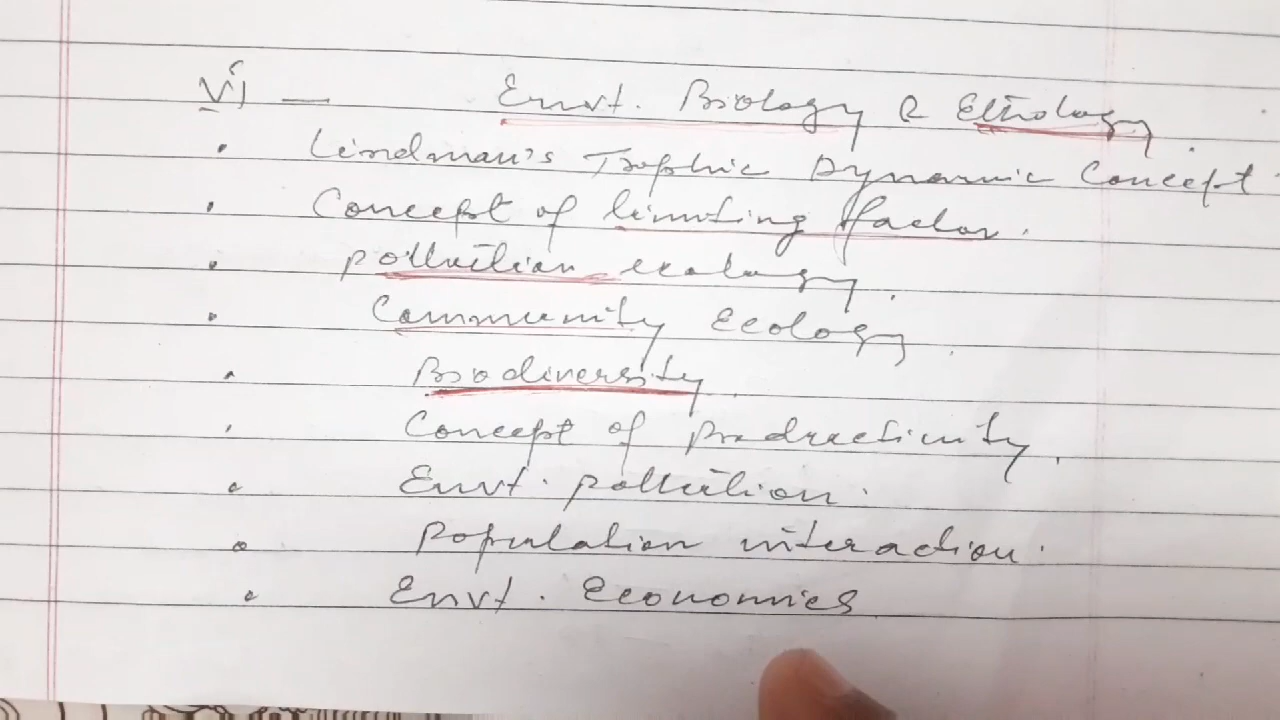 VI — Envt. Biology & Ethology
• Lindman's Trophic Dynamic Concept
• Concept of limiting factor.
• pollution ecology.
• Community Ecology
• Biodiversity
• Concept of productivity.
• Envt. pollution.
• Population interaction.
• Envt. Economics